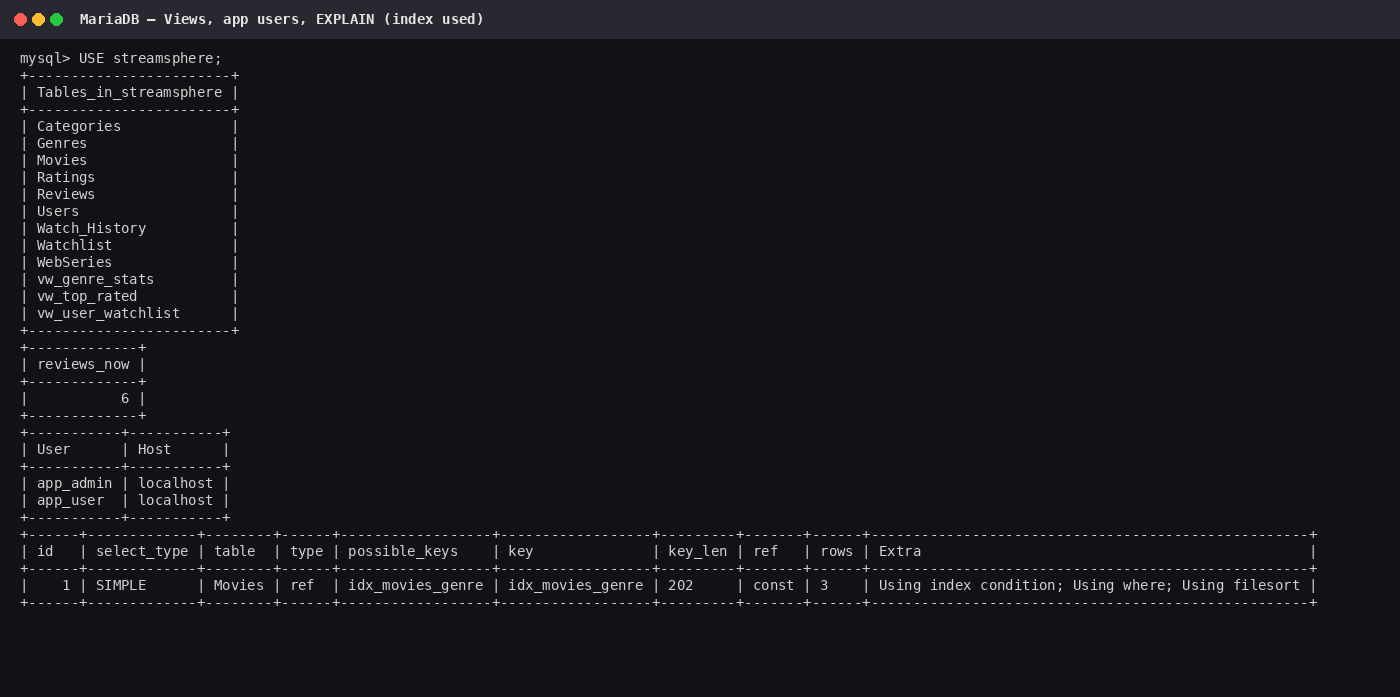 MariaDB — Views, app users, EXPLAIN (index used)
mysql> USE streamsphere;
+------------------------+
| Tables_in_streamsphere |
+------------------------+
| Categories             |
| Genres                 |
| Movies                 |
| Ratings                |
| Reviews                |
| Users                  |
| Watch_History          |
| Watchlist              |
| WebSeries              |
| vw_genre_stats         |
| vw_top_rated           |
| vw_user_watchlist      |
+------------------------+
+-------------+
| reviews_now |
+-------------+
|           6 |
+-------------+
+-----------+-----------+
| User      | Host      |
+-----------+-----------+
| app_admin | localhost |
| app_user  | localhost |
+-----------+-----------+
+------+-------------+--------+------+------------------+------------------+---------+-------+------+----------------------------------------------------+
| id   | select_type | table  | type | possible_keys    | key              | key_len | ref   | rows | Extra                                              |
+------+-------------+--------+------+------------------+------------------+---------+-------+------+----------------------------------------------------+
|    1 | SIMPLE      | Movies | ref  | idx_movies_genre | idx_movies_genre | 202     | const | 3    | Using index condition; Using where; Using filesort |
+------+-------------+--------+------+------------------+------------------+---------+-------+------+----------------------------------------------------+